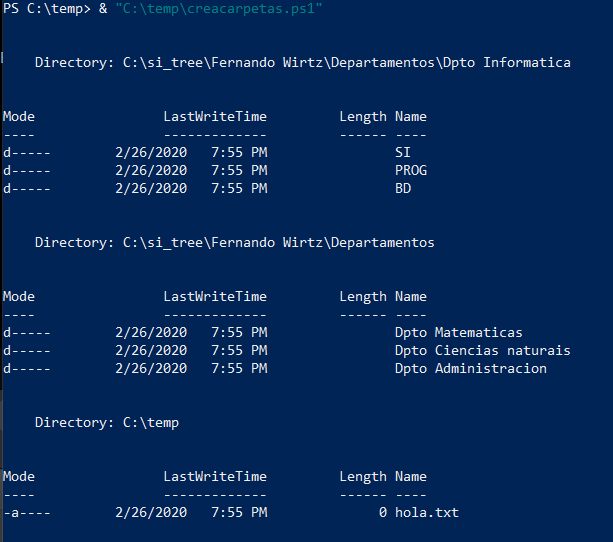 PS C:\temp> & "C:\temp\creacarpetas.ps1"
Directory: C:\si_tree\Fernando Wirtz\Departamentos\Dpto Informatica
Mode LastWriteTime Length Name
---- ------------- ------ ----
d----- 2/26/2020 7:55 PM SI
d----- 2/26/2020 7:55 PM PROG
d----- 2/26/2020 7:55 PM BD
Directory: C:\si_tree\Fernando Wirtz\Departamentos
Mode LastWriteTime Length Name
---- ------------- ------ ----
d----- 2/26/2020 7:55 PM Dpto Matematicas
d----- 2/26/2020 7:55 PM Dpto Ciencias naturais
d----- 2/26/2020 7:55 PM Dpto Administracion
Directory: C:\temp
Mode LastWriteTime Length Name
---- ------------- ------ ----
-a---- 2/26/2020 7:55 PM 0 hola.txt